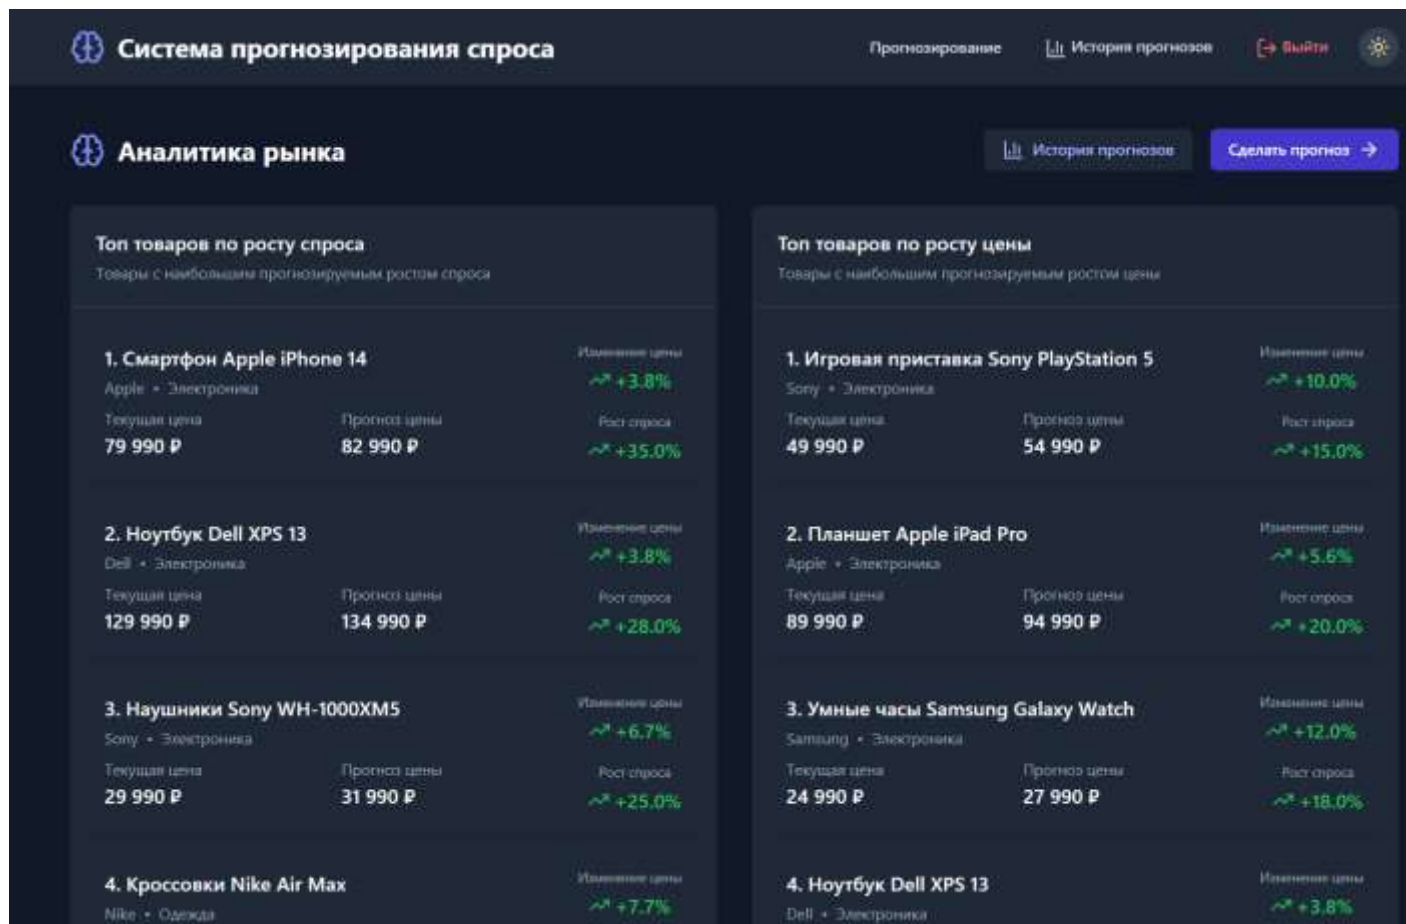 Система прогнозирования спроса
Прогнозирование
История прогнозов
Выйти
Аналитика рынка
История прогнозов
Сделать прогноз →
Топ товаров по росту спроса
Товары с наибольшим прогнозируемым ростом спроса
1. Смартфон Apple iPhone 14
Изменение цены
+3.8%
Apple • Электроника
Текущая цена
Прогноз цены
Рост спроса
79 990 ₽
82 990 ₽
+35.0%
2. Ноутбук Dell XPS 13
Изменение цены
+3.8%
Dell • Электроника
Текущая цена
Прогноз цены
Рост спроса
129 990 ₽
134 990 ₽
+28.0%
3. Наушники Sony WH-1000XM5
Изменение цены
+6.7%
Sony • Электроника
Текущая цена
Прогноз цены
Рост спроса
29 990 ₽
31 990 ₽
+25.0%
4. Кроссовки Nike Air Max
Изменение цены
+7.7%
Nike • Одежда
Топ товаров по росту цены
Товары с наибольшим прогнозируемым ростом цены
1. Игровая приставка Sony PlayStation 5
Изменение цены
+10.0%
Sony • Электроника
Текущая цена
Прогноз цены
Рост спроса
49 990 ₽
54 990 ₽
+15.0%
2. Планшет Apple iPad Pro
Изменение цены
+5.6%
Apple • Электроника
Текущая цена
Прогноз цены
Рост спроса
89 990 ₽
94 990 ₽
+20.0%
3. Умные часы Samsung Galaxy Watch
Изменение цены
+12.0%
Samsung • Электроника
Текущая цена
Прогноз цены
Рост спроса
24 990 ₽
27 990 ₽
+18.0%
4. Ноутбук Dell XPS 13
Изменение цены
+3.8%
Dell • Электроника